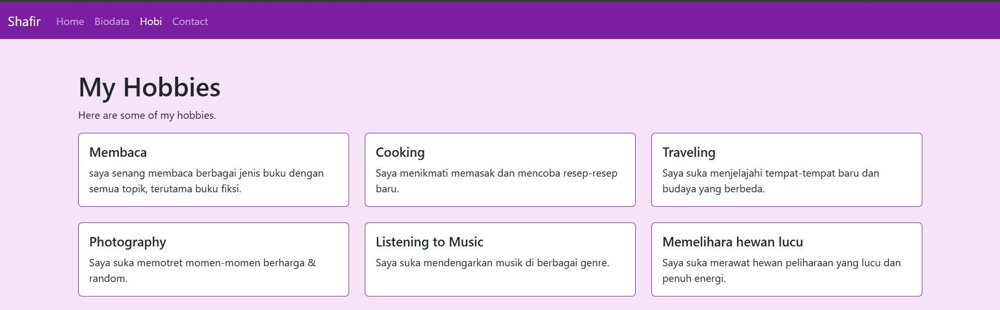 Shafir Home Biodata Hobi Contact
My Hobbies
Here are some of my hobbies.
Membaca
saya senang membaca berbagai jenis buku dengan
semua topik, terutama buku fiksi.
Cooking
Saya menikmati memasak dan mencoba resep-resep
baru.
Traveling
Saya suka menjelajahi tempat-tempat baru dan
budaya yang berbeda.
Photography
Saya suka memotret momen-momen berharga &
random.
Listening to Music
Saya suka mendengarkan musik di berbagai genre.
Memelihara hewan lucu
Saya suka merawat hewan peliharaan yang lucu dan
penuh energi.